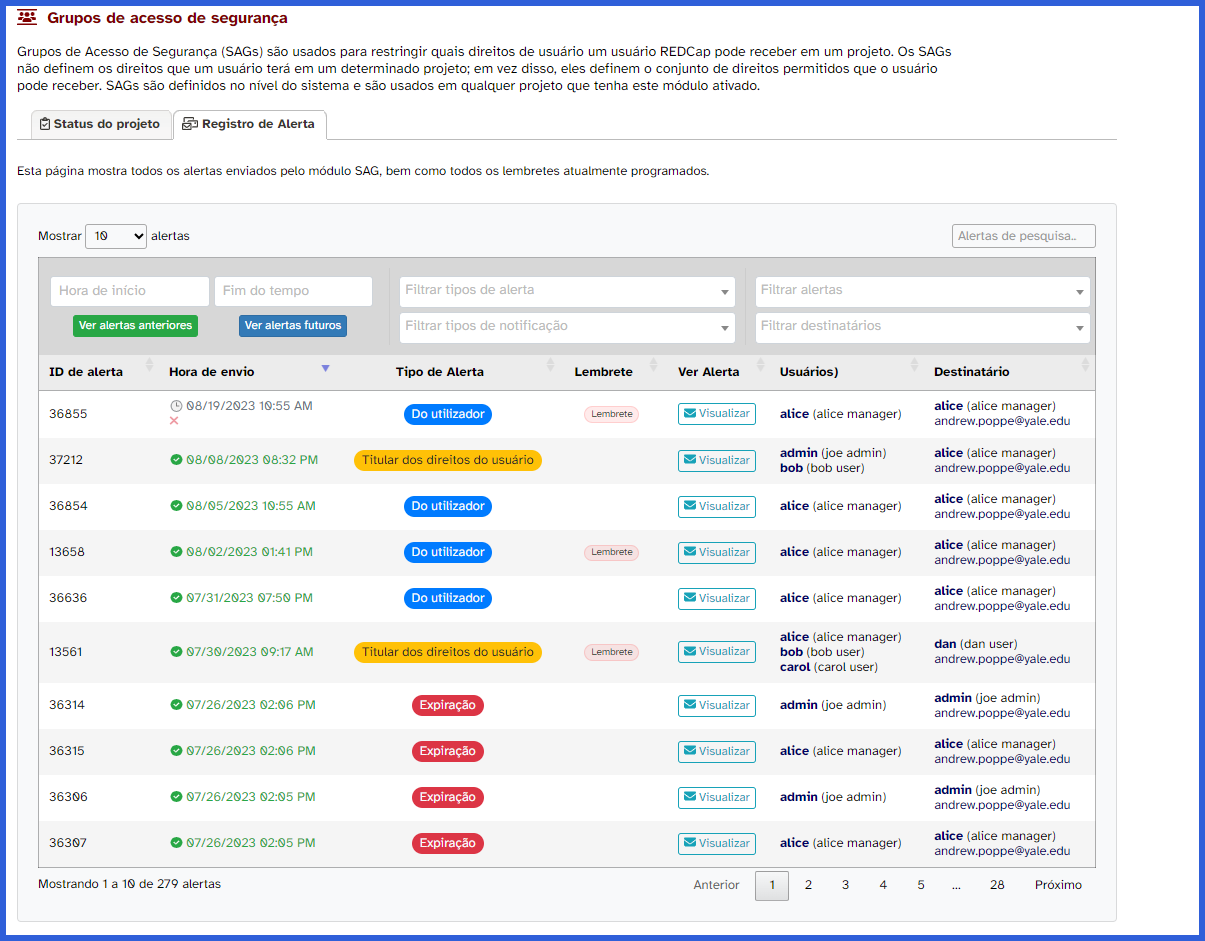 Grupos de acesso de segurança
Grupos de Acesso de Segurança (SAGs) são usados para restringir quais direitos de usuário um usuário REDCap pode receber em um projeto. Os SAGs
não definem os direitos que um usuário terá em um determinado projeto; em vez disso, eles definem o conjunto de direitos permitidos que o usuário
pode receber. SAGs são definidos no nível do sistema e são usados em qualquer projeto que tenha este módulo ativado.
Status do projeto Registro de Alerta
Esta página mostra todos os alertas enviados pelo módulo SAG, bem como todos os lembretes atualmente programados.
Mostrar 10 alertas Alertas de pesquisa..
Hora de início Fim do tempo Filtrar tipos de alerta Filtrar alertas
Ver alertas anteriores Ver alertas futuros Filtrar tipos de notificação Filtrar destinatários
ID de alerta Hora de envio Tipo de Alerta Lembrete Ver Alerta Usuários) Destinatário
36855 08/19/2023 10:55 AM Do utilizador Lembrete Visualizar alice (alice manager) alice (alice manager)
andrew.poppe@yale.edu
37212 08/08/2023 08:32 PM Titular dos direitos do usuário Visualizar admin (joe admin) alice (alice manager)
bob (bob user) andrew.poppe@yale.edu
36854 08/05/2023 10:55 AM Do utilizador Visualizar alice (alice manager) alice (alice manager)
andrew.poppe@yale.edu
13658 08/02/2023 01:41 PM Do utilizador Lembrete Visualizar alice (alice manager) alice (alice manager)
andrew.poppe@yale.edu
36636 07/31/2023 07:50 PM Do utilizador Visualizar alice (alice manager) alice (alice manager)
andrew.poppe@yale.edu
13561 07/30/2023 09:17 AM Titular dos direitos do usuário Lembrete Visualizar alice (alice manager) dan (dan user)
bob (bob user) andrew.poppe@yale.edu
carol (carol user)
36314 07/26/2023 02:06 PM Expiração Visualizar admin (joe admin) admin (joe admin)
andrew.poppe@yale.edu
36315 07/26/2023 02:06 PM Expiração Visualizar alice (alice manager) alice (alice manager)
andrew.poppe@yale.edu
36306 07/26/2023 02:05 PM Expiração Visualizar admin (joe admin) admin (joe admin)
andrew.poppe@yale.edu
36307 07/26/2023 02:05 PM Expiração Visualizar alice (alice manager) alice (alice manager)
andrew.poppe@yale.edu
Mostrando 1 a 10 de 279 alertas Anterior 1 2 3 4 5 ... 28 Próximo